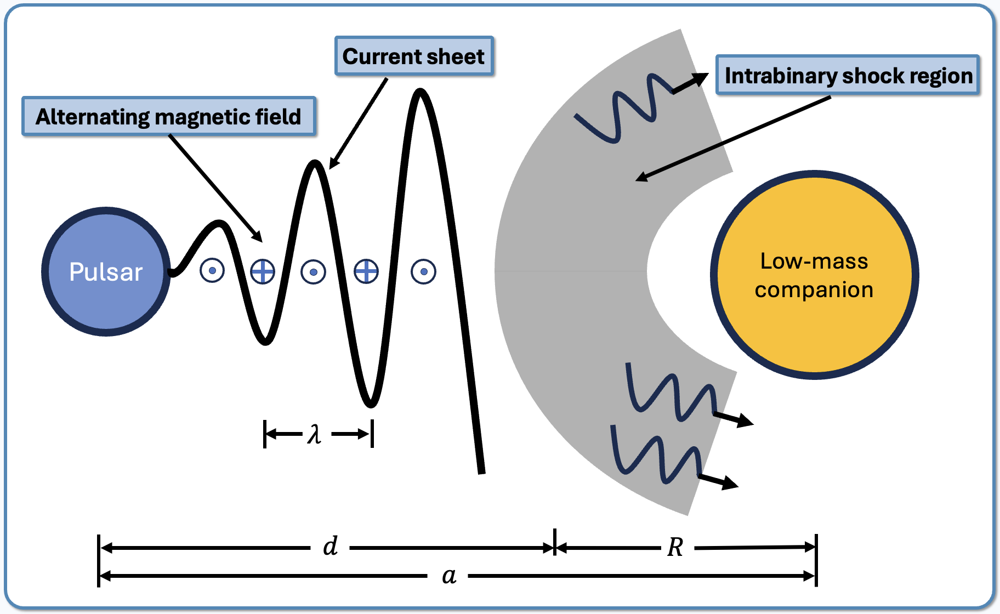 Current sheet
Intrabinary shock region
Alternating magnetic field
Pulsar
Low-mass
companion
λ
d
R
a